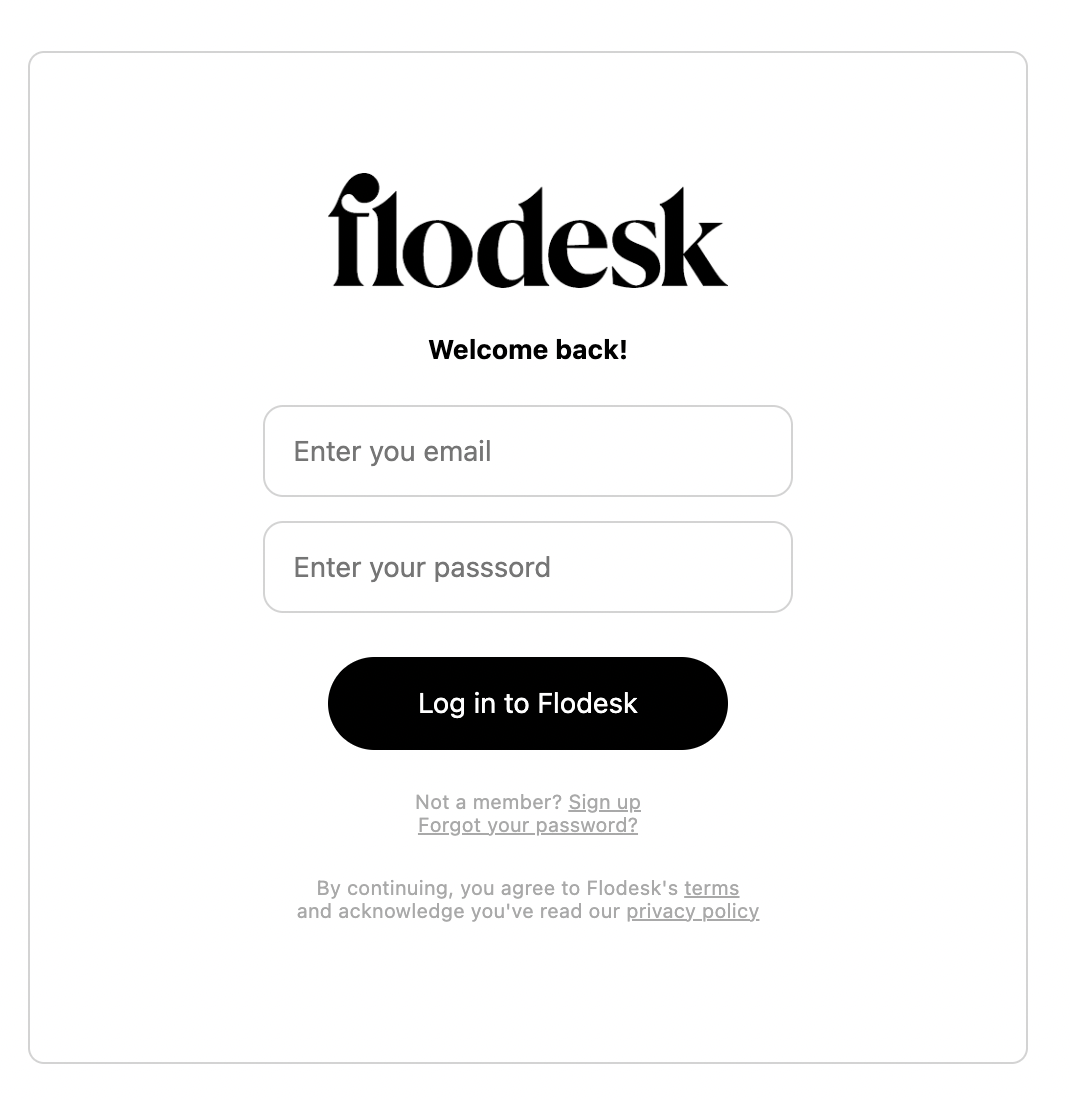 flodesk
Welcome back!
Enter you email
Enter your passsord
Log in to Flodesk
Not a member? Sign up
Forgot your password?
By continuing, you agree to Flodesk's terms
and acknowledge you've read our privacy policy